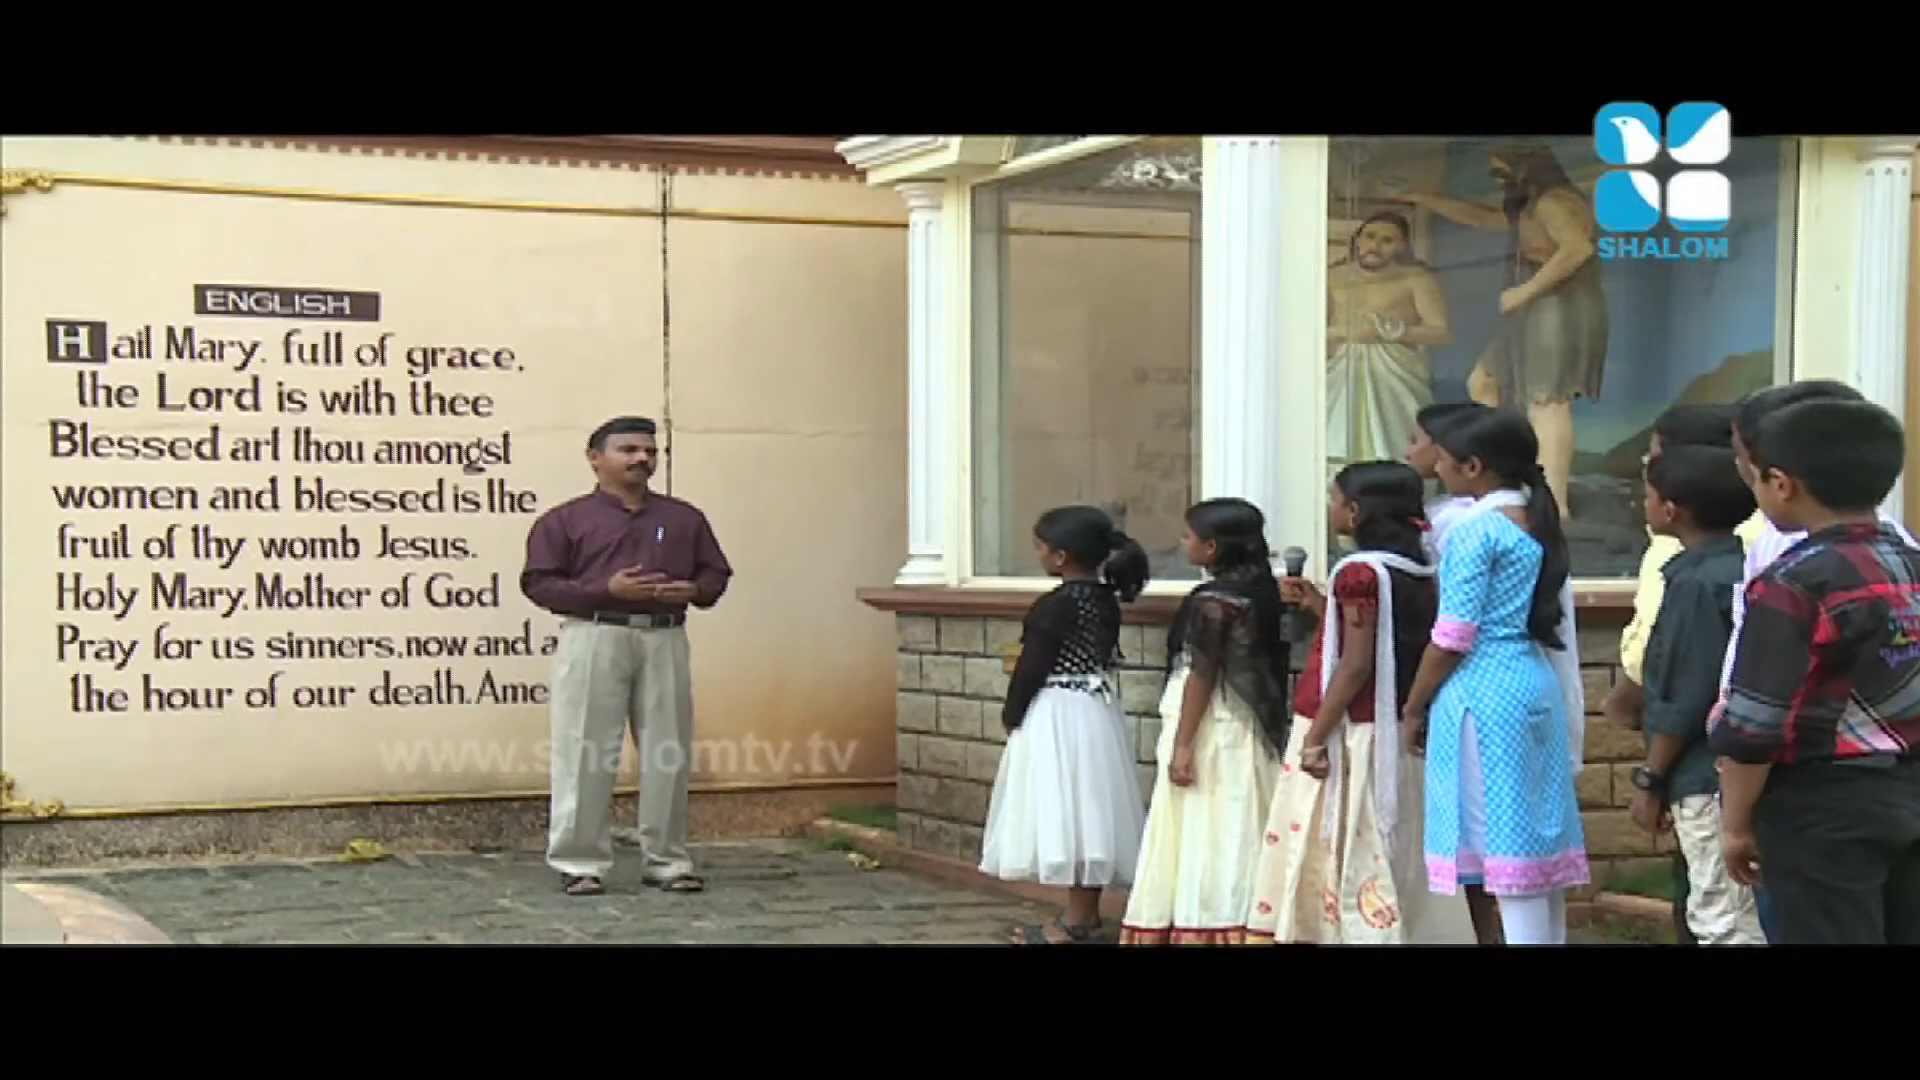 ENGLISH
Hail Mary. full of grace.
the Lord is with thee
Blessed art thou amongst
women and blessed is the
fruit of thy womb Jesus.
Holy Mary, Mother of God
Pray for us sinners, now and a
the hour of our death. Ame
www.shalomtv.tv
SHALOM